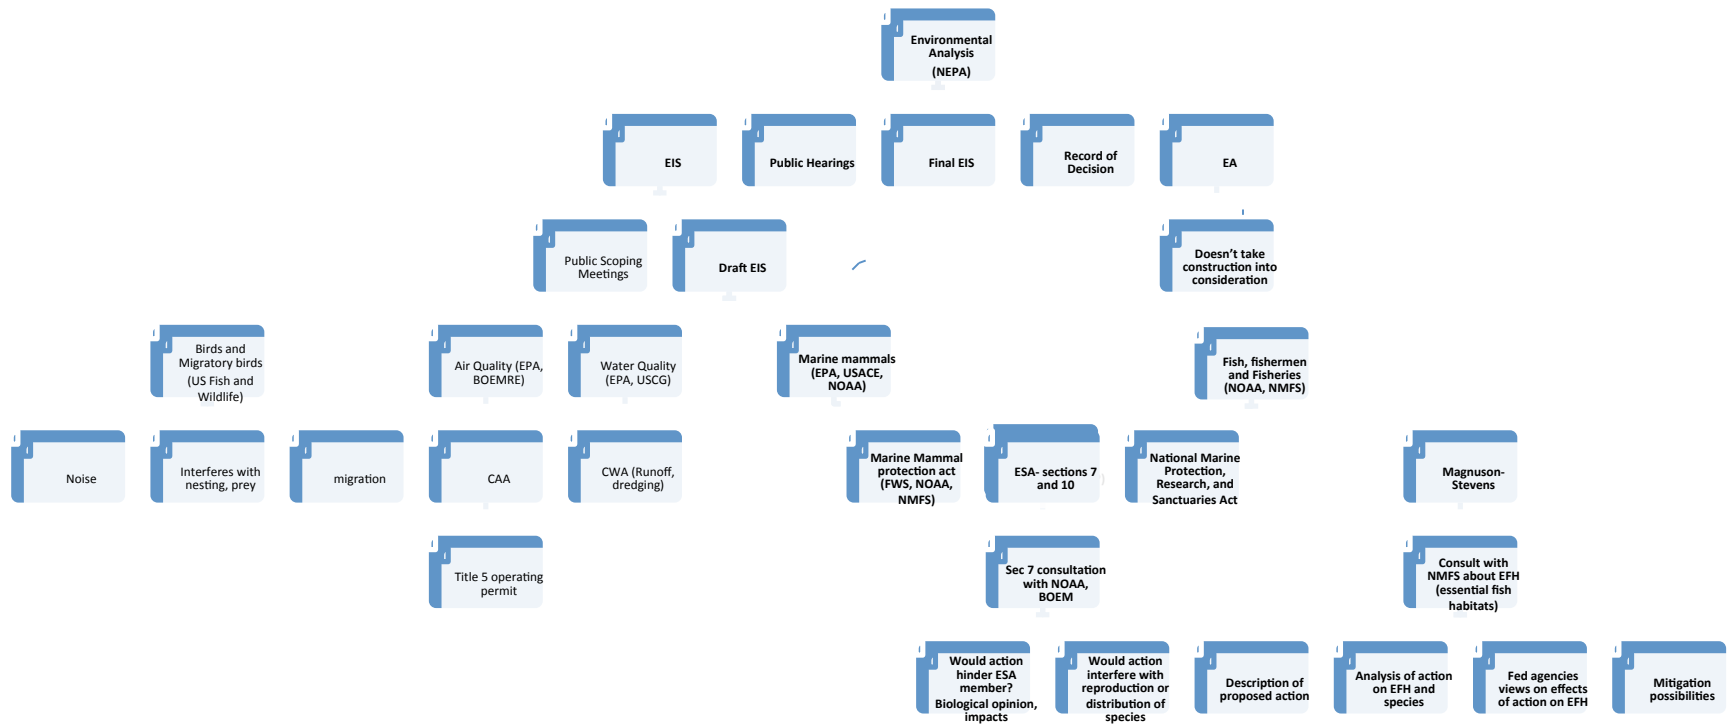 Environmental
Analysis
(NEPA)
EIS
Public Hearings
Final EIS
Record of
Decision
EA
Public Scoping
Meetings
Draft EIS
Doesn’t take
construction into
consideration
Birds and
Migratory birds
(US Fish and
Wildlife)
Air Quality (EPA,
BOEMRE)
Water Quality
(EPA, USCG)
Marine mammals
(EPA, USACE,
NOAA)
Fish, fishermen
and Fisheries
(NOAA, NMFS)
Noise
Interferes with
nesting, prey
migration
CAA
CWA (Runoff,
dredging)
Marine Mammal
protection act
(FWS, NOAA,
NMFS)
ESA- sections 7
and 10
National Marine
Protection,
Research, and
Sanctuaries Act
Magnuson-
Stevens
Title 5 operating
permit
Sec 7 consultation
with NOAA,
BOEM
Consult with
NMFS about EFH
(essential fish
habitats)
Would action
hinder ESA
member?
Biological opinion,
impacts
Would action
interfere with
reproduction or
distribution of
species
Description of
proposed action
Analysis of action
on EFH and
species
Fed agencies
views on effects
of action on EFH
Mitigation
possibilities